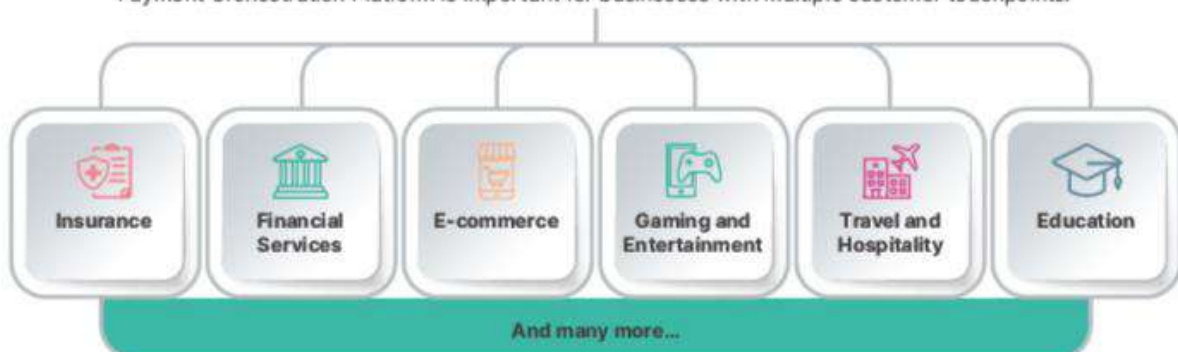 Payment Orchestration Platform is important for businesses with multiple customer touchpoints.
Insurance
Financial
Services
E-commerce
Gaming and
Entertainment
Travel and
Hospitality
Education
And many more...